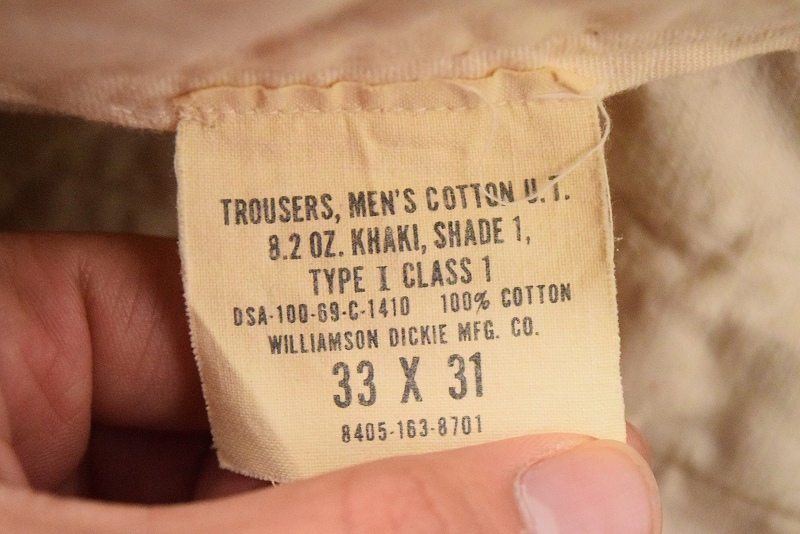 TROUSERS, MEN'S COTTON U.T.
8.2 OZ. KHAKI, SHADE 1,
TYPE I CLASS 1
DSA-100-69-C-1410 100% COTTON
WILLIAMSON DICKIE MFG. CO.
33 X 31
8405-163-8701